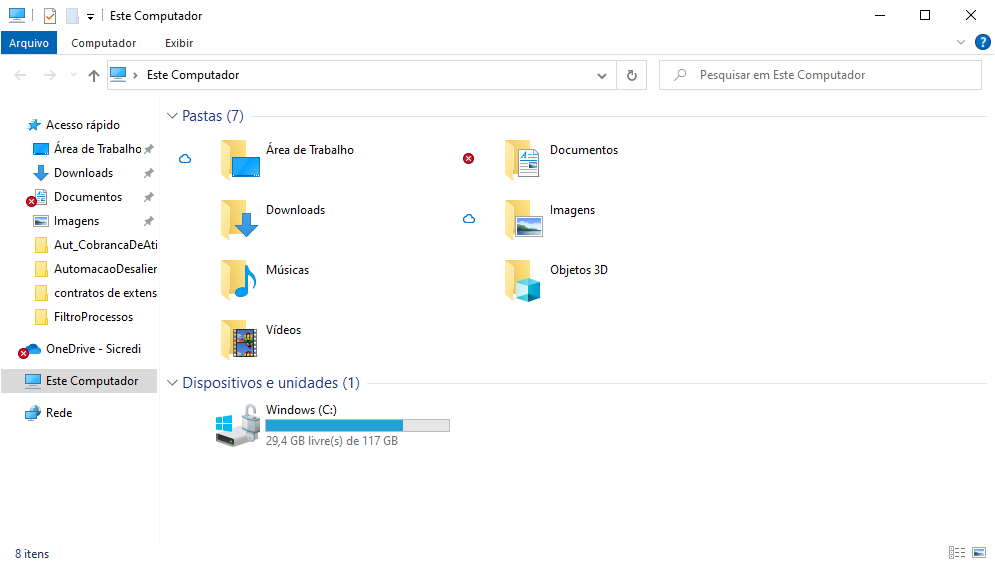 Este Computador
Arquivo
Computador
Exibir
?
Este Computador
Pesquisar em Este Computador
Acesso rápido
Área de Trabalho
Downloads
Documentos
Imagens
Aut_CobrancaDeAti
AutomacaoDesalier
contratos de extens
FiltroProcessos
OneDrive - Sicredi
Este Computador
Rede
Pastas (7)
Área de Trabalho
Documentos
Downloads
Imagens
Músicas
Objetos 3D
Vídeos
Dispositivos e unidades (1)
Windows (C:)
29,4 GB livre(s) de 117 GB
8 itens